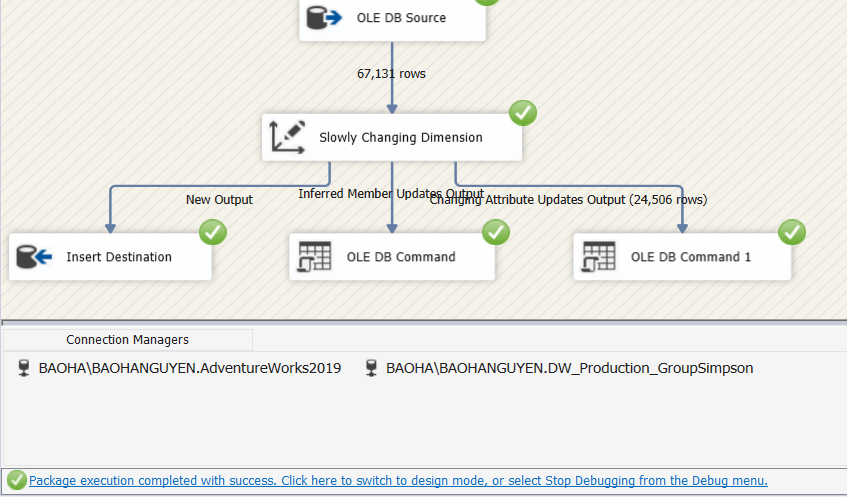 OLE DB Source
67,131 rows
Slowly Changing Dimension
New Output
Inferred Member Updates Output
Changing Attribute Updates Output (24,506 rows)
Insert Destination
OLE DB Command
OLE DB Command 1
Connection Managers
BAOHA\BAOHANGUYEN.AdventureWorks2019
BAOHA\BAOHANGUYEN.DW_Production_GroupSimpson
Package execution completed with success. Click here to switch to design mode, or select Stop Debugging from the Debug menu.